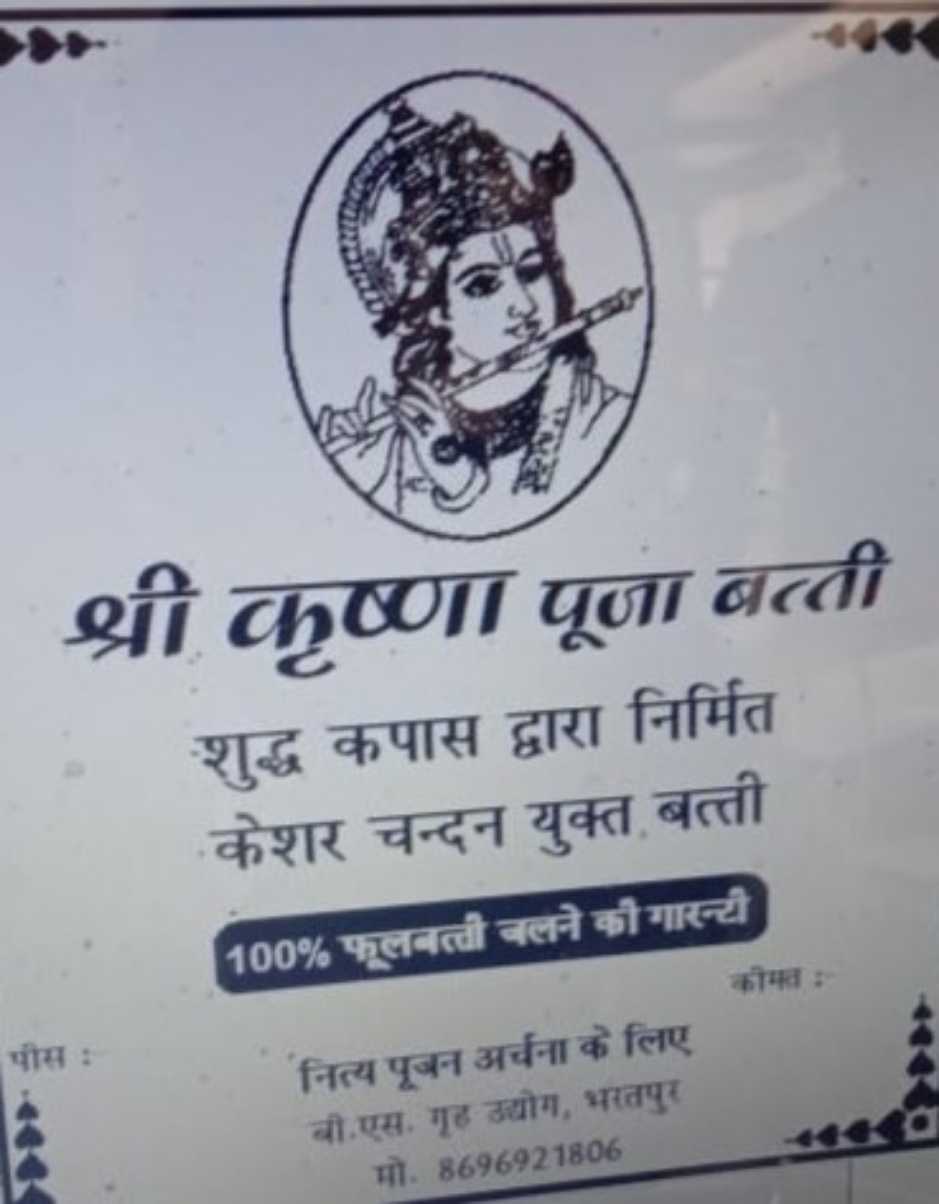 श्री कृष्णा पूजा बत्ती
शुद्ध कपास द्वारा निर्मित
केशर चन्दन युक्त बत्ती
100% फूलबत्ती जलने की गारन्टी
कीमत :-
पीस :
नित्य पूजन अर्चना के लिए
बी.एस. गृह उद्योग, भरतपुर
मो. 8696921806